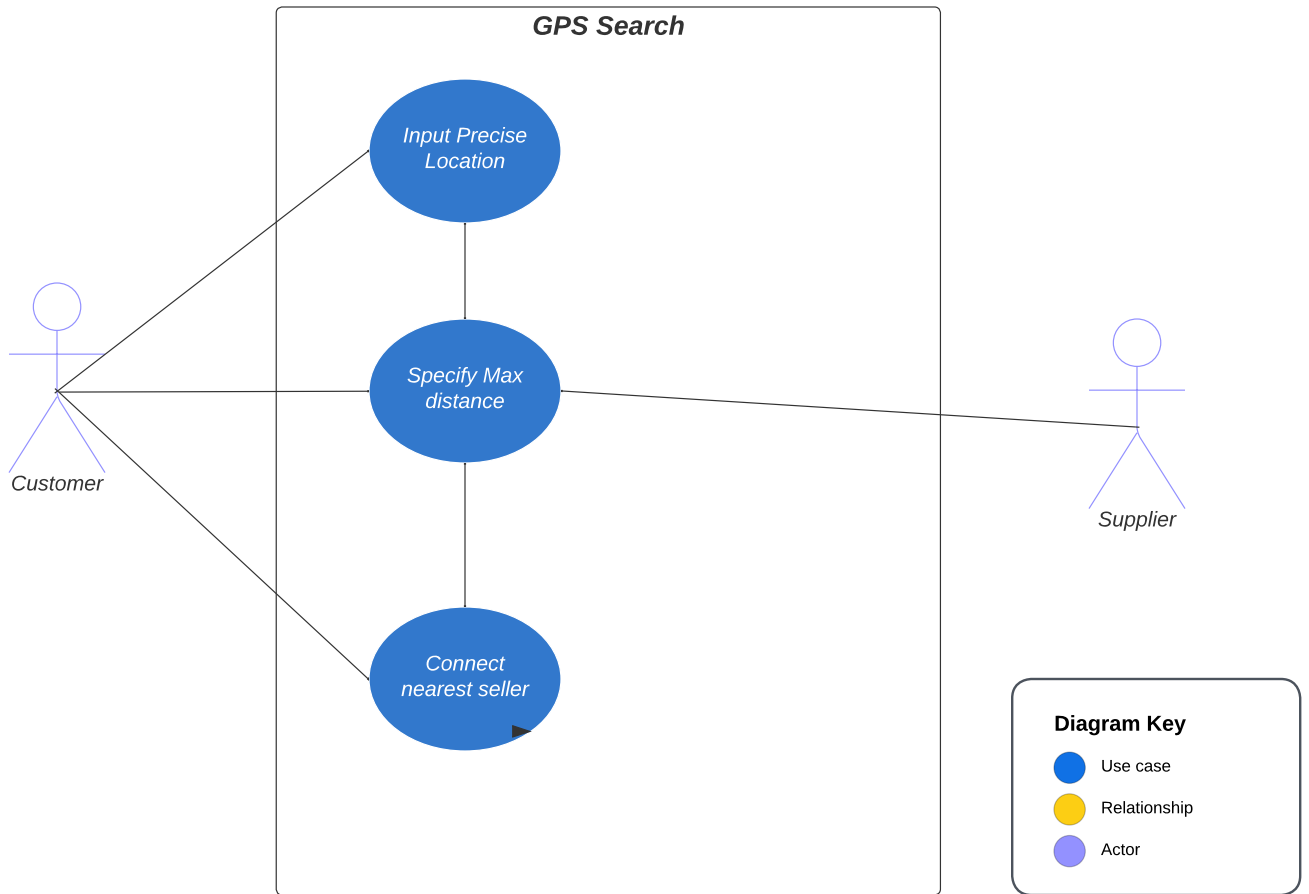 GPS Search
Input Precise
Location
Specify Max
distance
Customer
Supplier
Connect
nearest seller
Diagram Key
Use case
Relationship
Actor